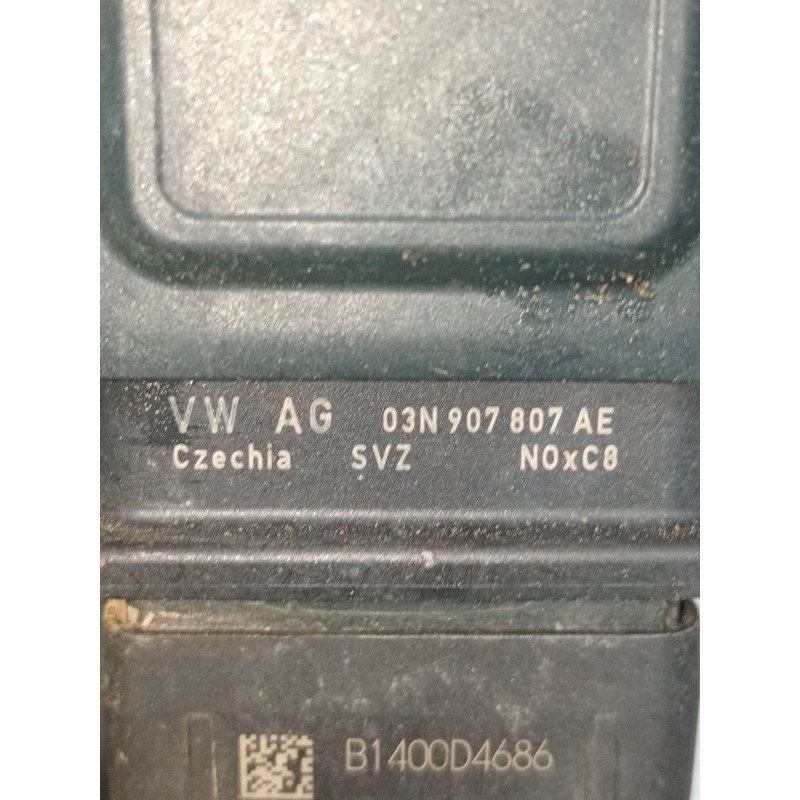 VW AG 03N 907 807 AE
Czechia SVZ NOxC8
B1400D4686